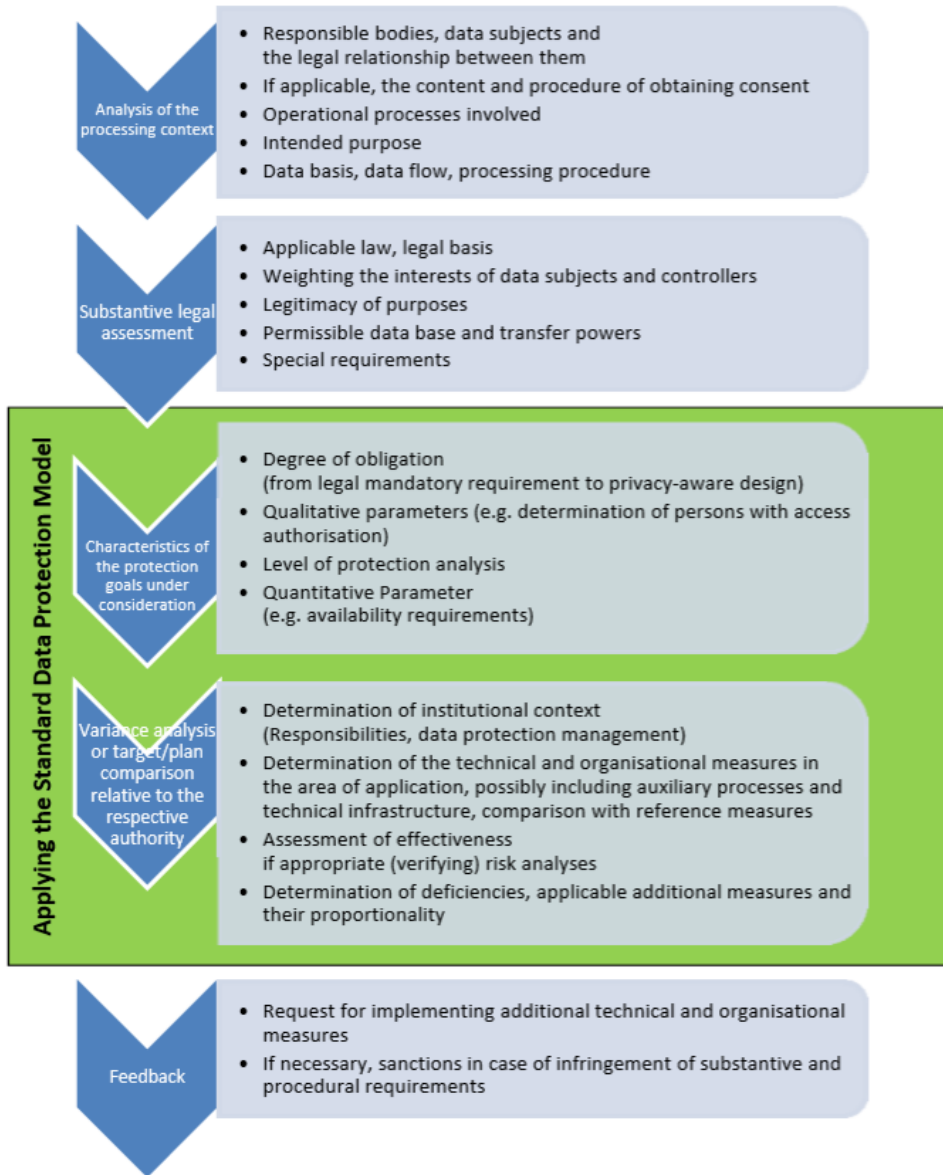 Analysis of the
processing context
• Responsible bodies, data subjects and
the legal relationship between them
• If applicable, the content and procedure of obtaining consent
• Operational processes involved
• Intended purpose
• Data basis, data flow, processing procedure
Substantive legal
assessment
• Applicable law, legal basis
• Weighting the interests of data subjects and controllers
• Legitimacy of purposes
• Permissible data base and transfer powers
• Special requirements
Applying the Standard Data Protection Model
Characteristics of
the protection
goals under
consideration
• Degree of obligation
(from legal mandatory requirement to privacy-aware design)
• Qualitative parameters (e.g. determination of persons with access
authorisation)
• Level of protection analysis
• Quantitative Parameter
(e.g. availability requirements)
Variance analysis
or target/plan
comparison
relative to the
respective
authority
• Determination of institutional context
(Responsibilities, data protection management)
• Determination of the technical and organisational measures in
the area of application, possibly including auxiliary processes and
technical infrastructure, comparison with reference measures
• Assessment of effectiveness
if appropriate (verifying) risk analyses
• Determination of deficiencies, applicable additional measures and
their proportionality
Feedback
• Request for implementing additional technical and organisational
measures
• If necessary, sanctions in case of infringement of substantive and
procedural requirements